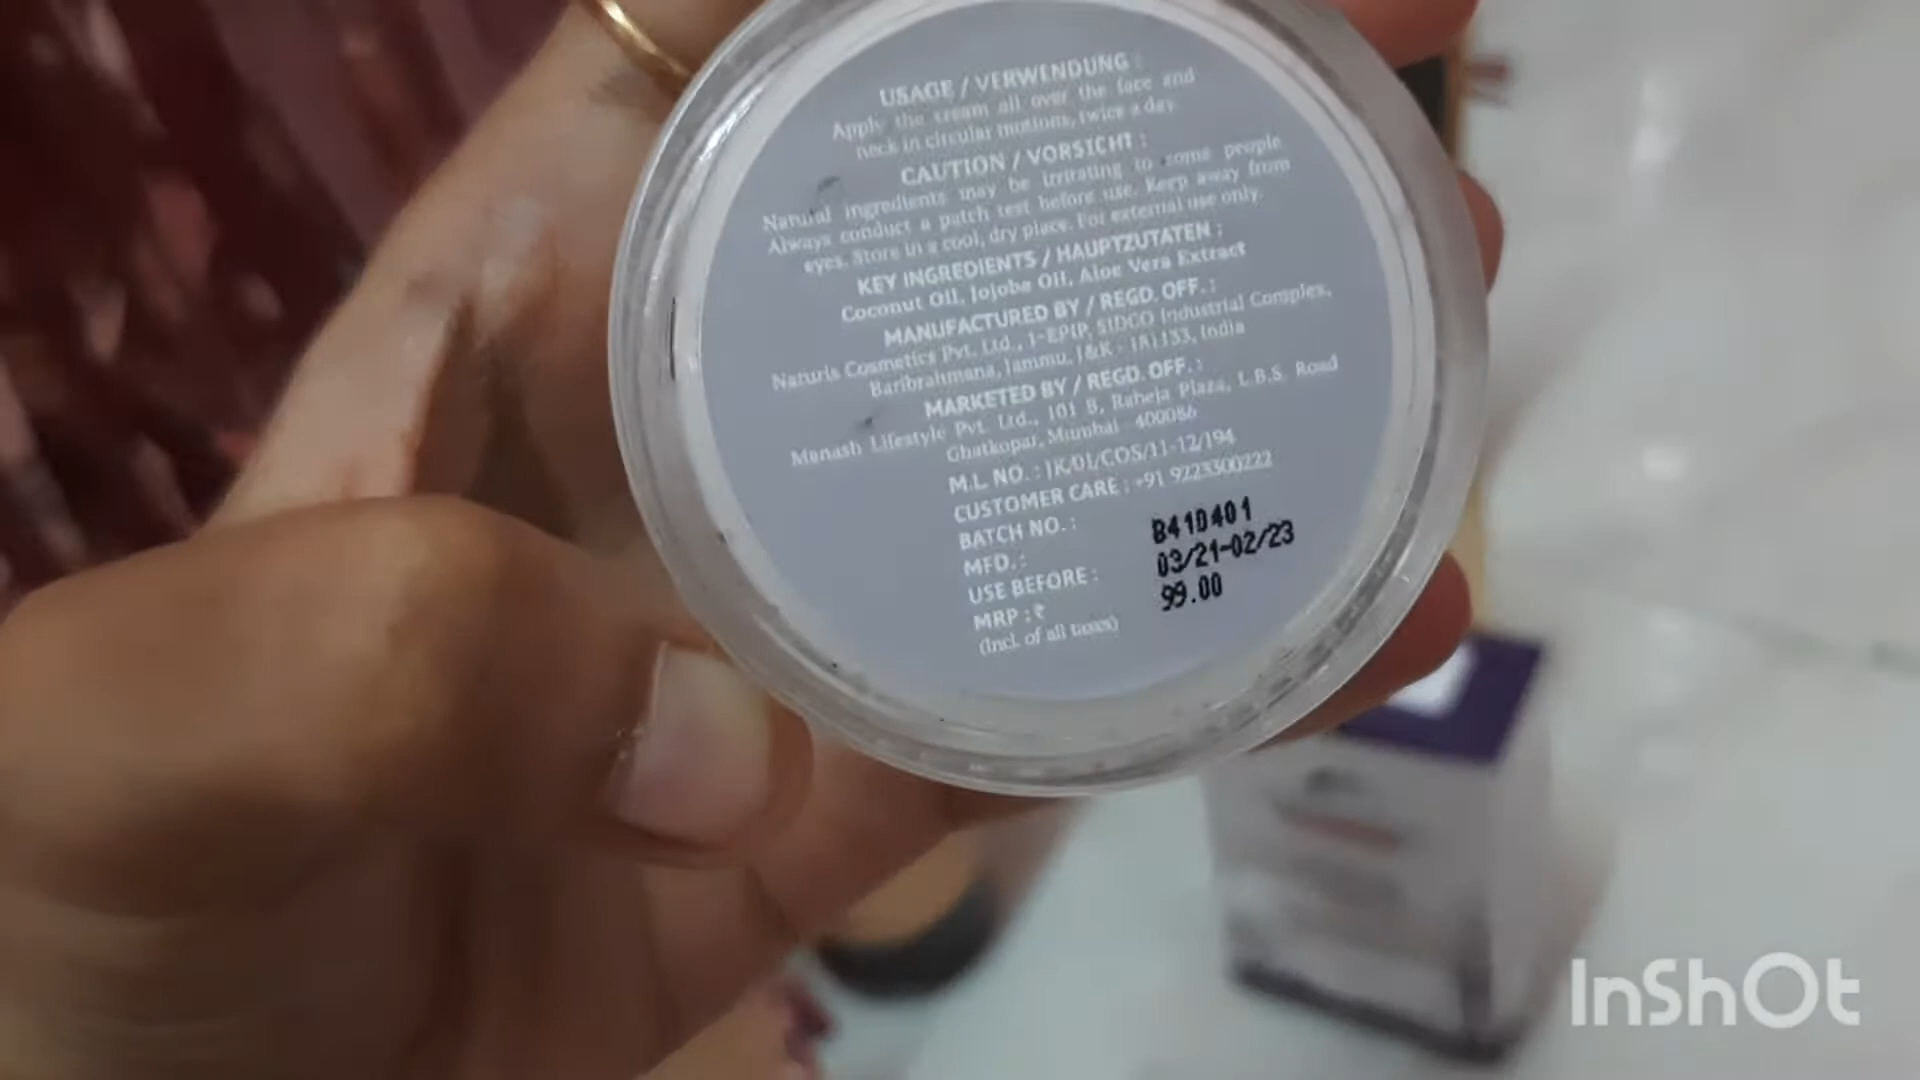 USAGE / VERWENDUNG :
Apply the cream all over the face and
neck in circular motions, twice a day.
CAUTION / VORSICHT :
Natural ingredients may be irritating to some people
Always conduct a patch test before use. Keep away from
eyes. Store in a cool, dry place. For external use only.
KEY INGREDIENTS / HAUPTZUTATEN :
Coconut Oil, Jojoba Oil, Aloe Vera Extract
MANUFACTURED BY / REGD. OFF. :
Naturis Cosmetics Pvt. Ltd., 1-EPIP, SIDCO Industrial Complex,
Baribrahmana, Jammu, J&K - 181133, India
MARKETED BY / REGD. OFF. :
Manash Lifestyle Pvt. Ltd., 101 B, Raheja Plaza, L.B.S. Road
Ghatkopar, Mumbai - 400086
M.L. NO. : JK/01/COS/11-12/194
CUSTOMER CARE : +91 9223300222
BATCH NO. : B41D401
MFD. : 03/21-02/23
USE BEFORE :
MRP : ₹ 99.00
(Incl. of all taxes)
InShOt